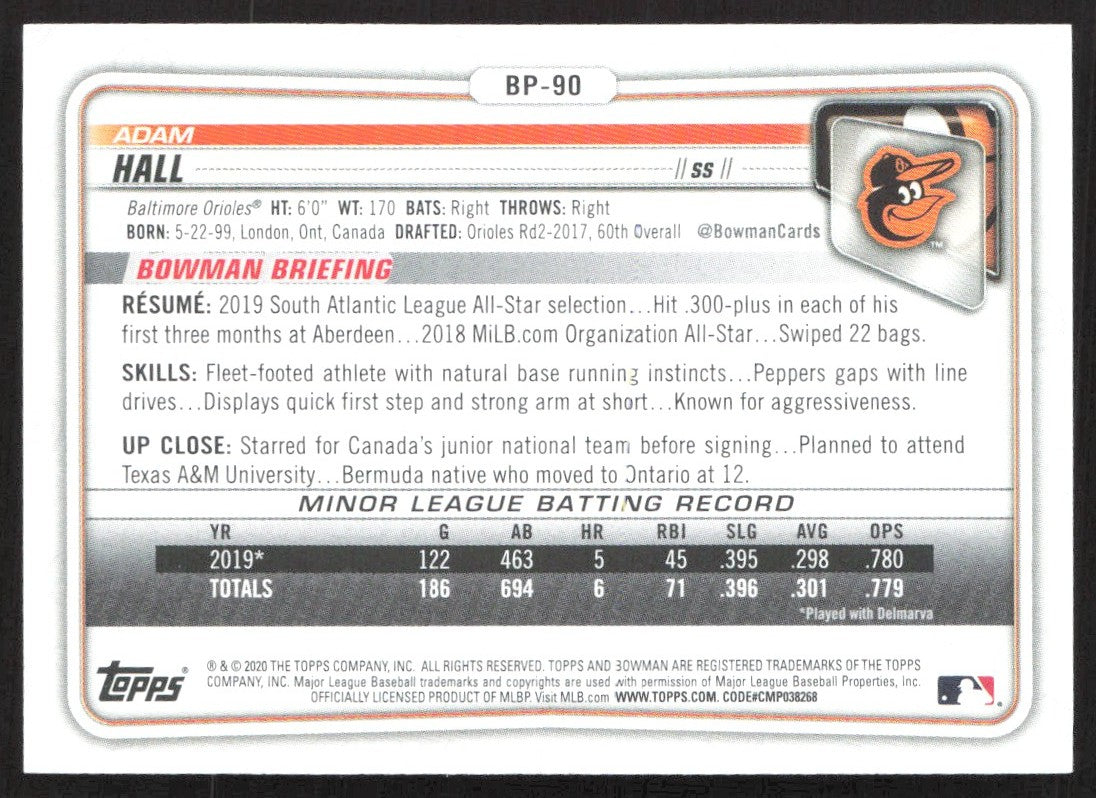 BP-90
ADAM
HALL // SS //
Baltimore Orioles® HT: 6'0" WT: 170 BATS: Right THROWS: Right
BORN: 5-22-99, London, Ont, Canada DRAFTED: Orioles Rd2-2017, 60th Overall @BowmanCards
TM
BOWMAN BRIEFING
RÉSUMÉ: 2019 South Atlantic League All-Star selection...Hit .300-plus in each of his
first three months at Aberdeen...2018 MiLB.com Organization All-Star...Swiped 22 bags.
SKILLS: Fleet-footed athlete with natural base running instincts...Peppers gaps with line
drives...Displays quick first step and strong arm at short...Known for aggressiveness.
UP CLOSE: Starred for Canada's junior national team before signing...Planned to attend
Texas A&M University...Bermuda native who moved to Ontario at 12.
MINOR LEAGUE BATTING RECORD
YR G AB HR RBI SLG AVG OPS
2019* 122 463 5 45 .395 .298 .780
TOTALS 186 694 6 71 .396 .301 .779
*Played with Delmarva
TOPPS® ® & © 2020 THE TOPPS COMPANY, INC. ALL RIGHTS RESERVED. TOPPS AND BOWMAN ARE REGISTERED TRADEMARKS OF THE TOPPS
COMPANY, INC. Major League Baseball trademarks and copyrights are used with permission of Major League Baseball Properties, Inc.
OFFICIALLY LICENSED PRODUCT OF MLBP. Visit MLB.com WWW.TOPPS.COM. CODE#CMP038268